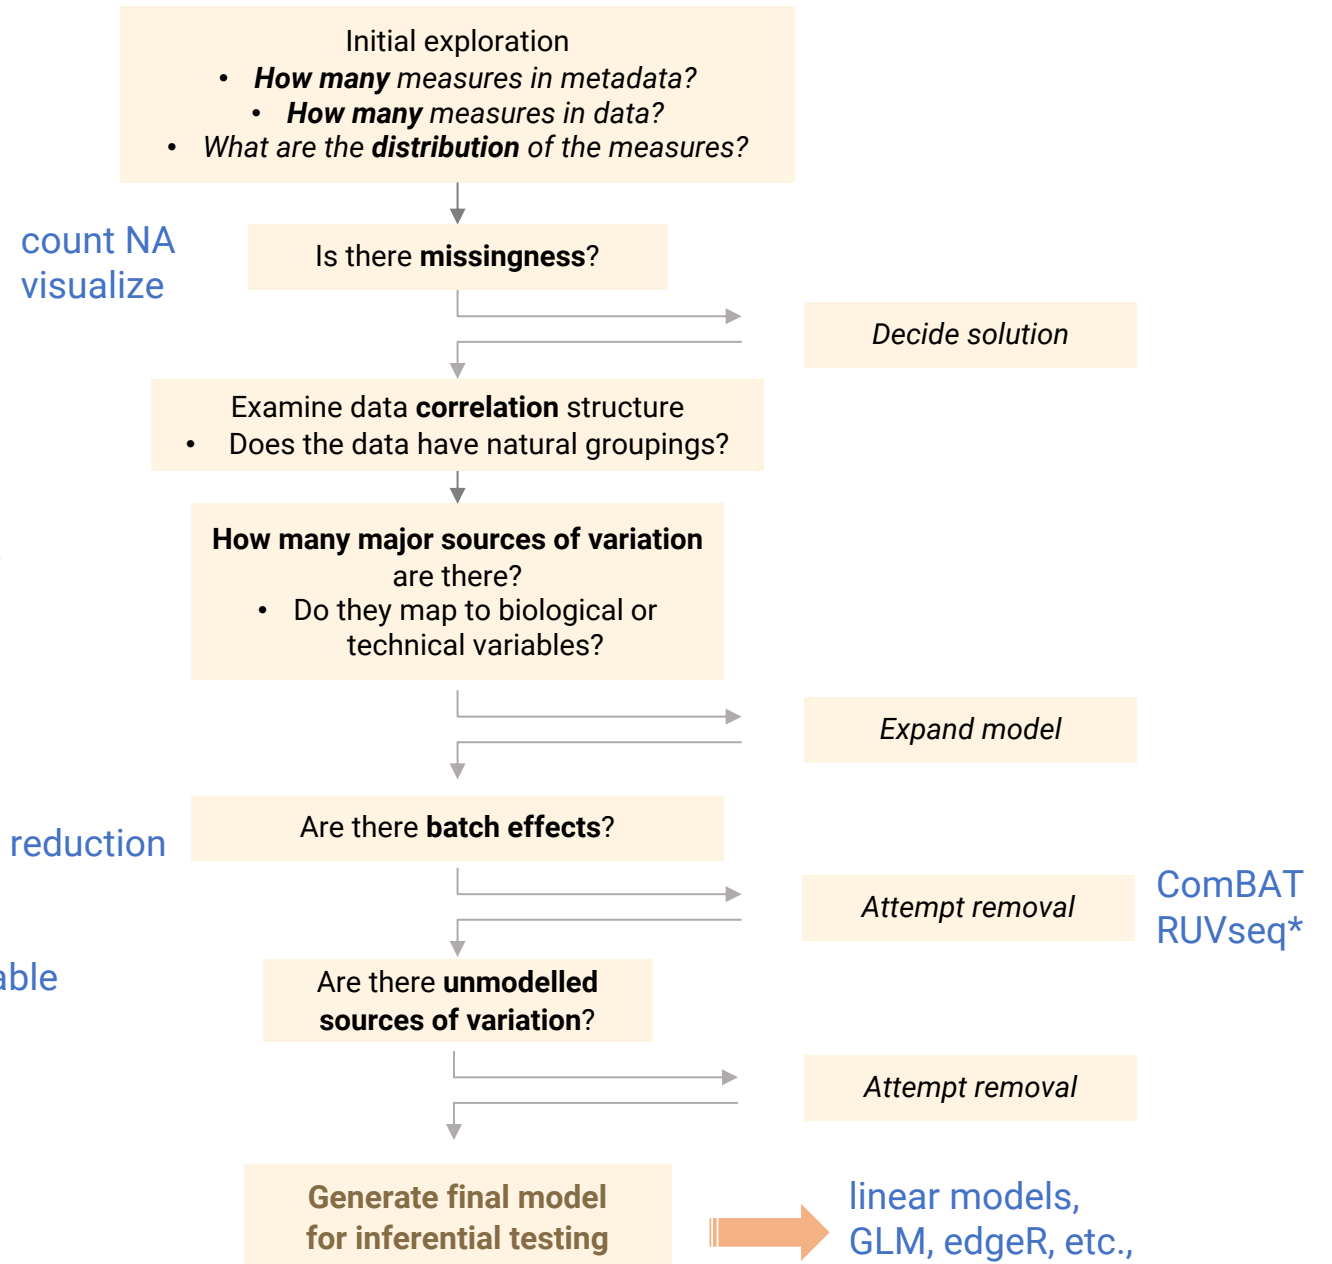 Initial exploration
• How many measures in metadata?
• How many measures in data?
• What are the distribution of the measures?
count NA
visualize
Is there missingness?
Decide solution
Examine data correlation structure
• Does the data have natural groupings?
How many major sources of variation
are there?
• Do they map to biological or
technical variables?
Expand model
reduction
Are there batch effects?
Attempt removal
ComBAT
RUVseq*
able
Are there unmodelled
sources of variation?
Attempt removal
Generate final model
for inferential testing
linear models,
GLM, edgeR, etc.,